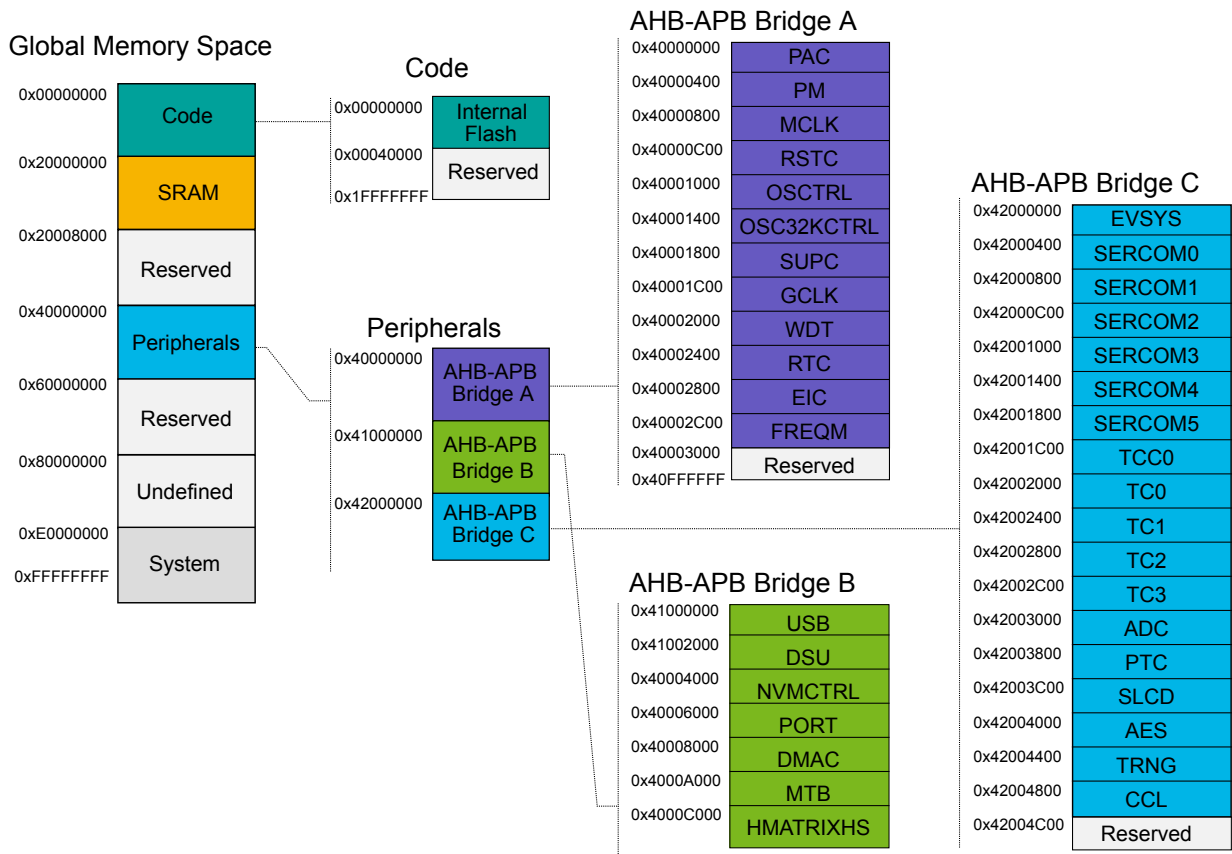 Global Memory Space
0x00000000
Code
0x20000000
SRAM
0x20008000
Reserved
0x40000000
Peripherals
0x60000000
Reserved
0x80000000
Undefined
0xE0000000
System
0xFFFFFFFF
Code
0x00000000
Internal
Flash
0x00040000
Reserved
0x1FFFFFFF
Peripherals
0x40000000
AHB-APB
Bridge A
0x41000000
AHB-APB
Bridge B
0x42000000
AHB-APB
Bridge C
AHB-APB Bridge A
0x40000000
PAC
0x40000400
PM
0x40000800
MCLK
0x40000C00
RSTC
0x40001000
OSCTRL
0x40001400
OSC32KCTRL
0x40001800
SUPC
0x40001C00
GCLK
0x40002000
WDT
0x40002400
RTC
0x40002800
EIC
0x40002C00
FREQM
0x40003000
Reserved
0x40FFFFFF
AHB-APB Bridge B
0x41000000
USB
0x41002000
DSU
0x40004000
NVMCTRL
0x40006000
PORT
0x40008000
DMAC
0x4000A000
MTB
0x4000C000
HMATRIXHS
AHB-APB Bridge C
0x42000000
EVSYS
0x42000400
SERCOM0
0x42000800
SERCOM1
0x42000C00
SERCOM2
0x42001000
SERCOM3
0x42001400
SERCOM4
0x42001800
SERCOM5
0x42001C00
TCC0
0x42002000
TC0
0x42002400
TC1
0x42002800
TC2
0x42002C00
TC3
0x42003000
ADC
0x42003800
PTC
0x42003C00
SLCD
0x42004000
AES
0x42004400
TRNG
0x42004800
CCL
0x42004C00
Reserved